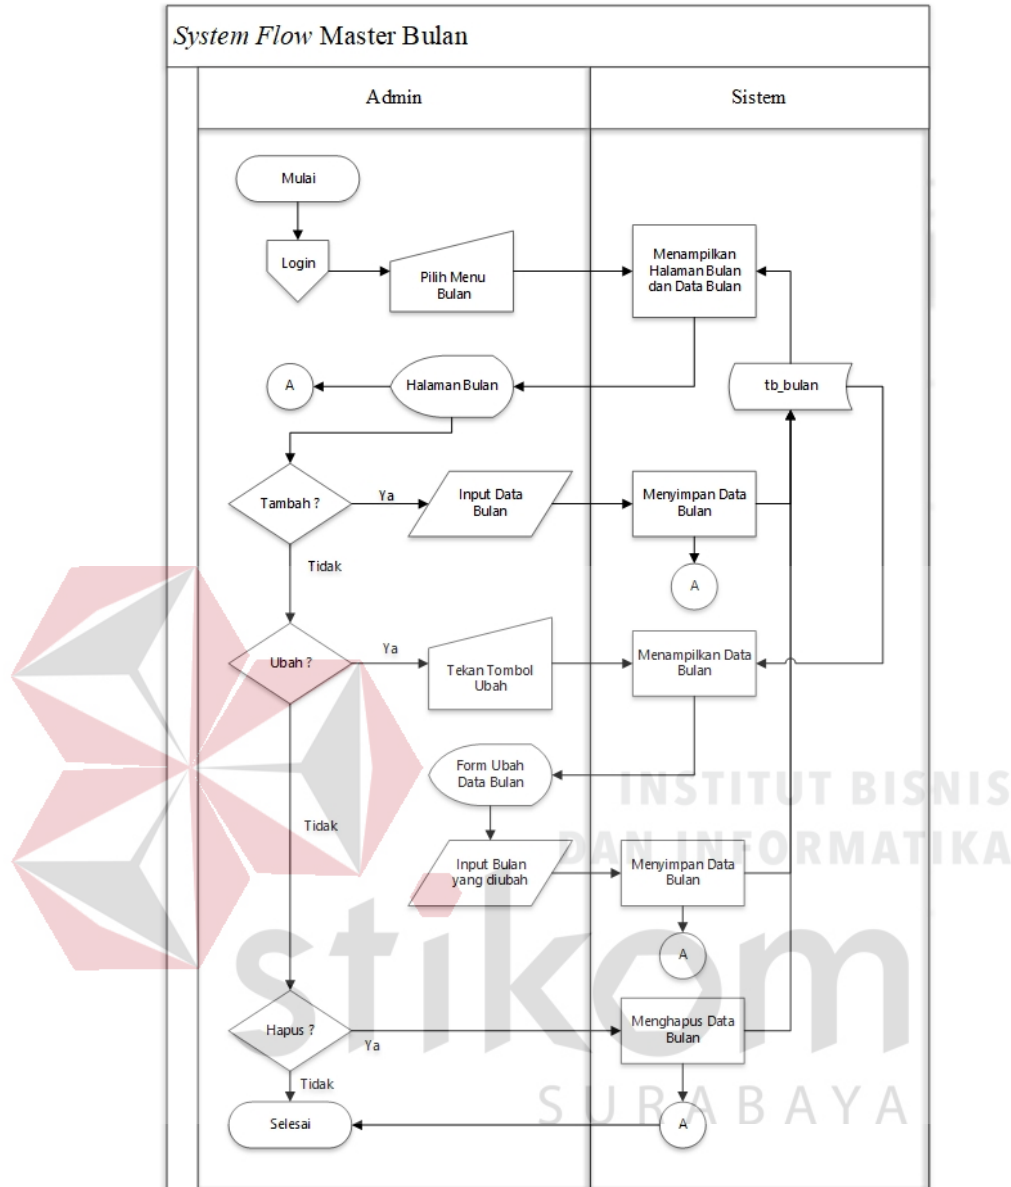 System Flow Master Bulan
Admin
Sistem
Mulai
Login
Pilih Menu
Bulan
Menampilkan
Halaman Bulan
dan Data Bulan
A
Halaman Bulan
tb_bulan
Tambah ?
Ya
Input Data
Bulan
Menyimpan Data
Bulan
Tidak
A
Ubah ?
Ya
Tekan Tombol
Ubah
Menampilkan Data
Bulan
Form Ubah
Data Bulan
INSTITUT BISNIS
DAN INFORMATIKA
Tidak
Input Bulan
yang diubah
Menyimpan Data
Bulan
stikom
A
Hapus ?
Ya
Menghapus Data
Bulan
Tidak
SURABAYA
Selesai
A